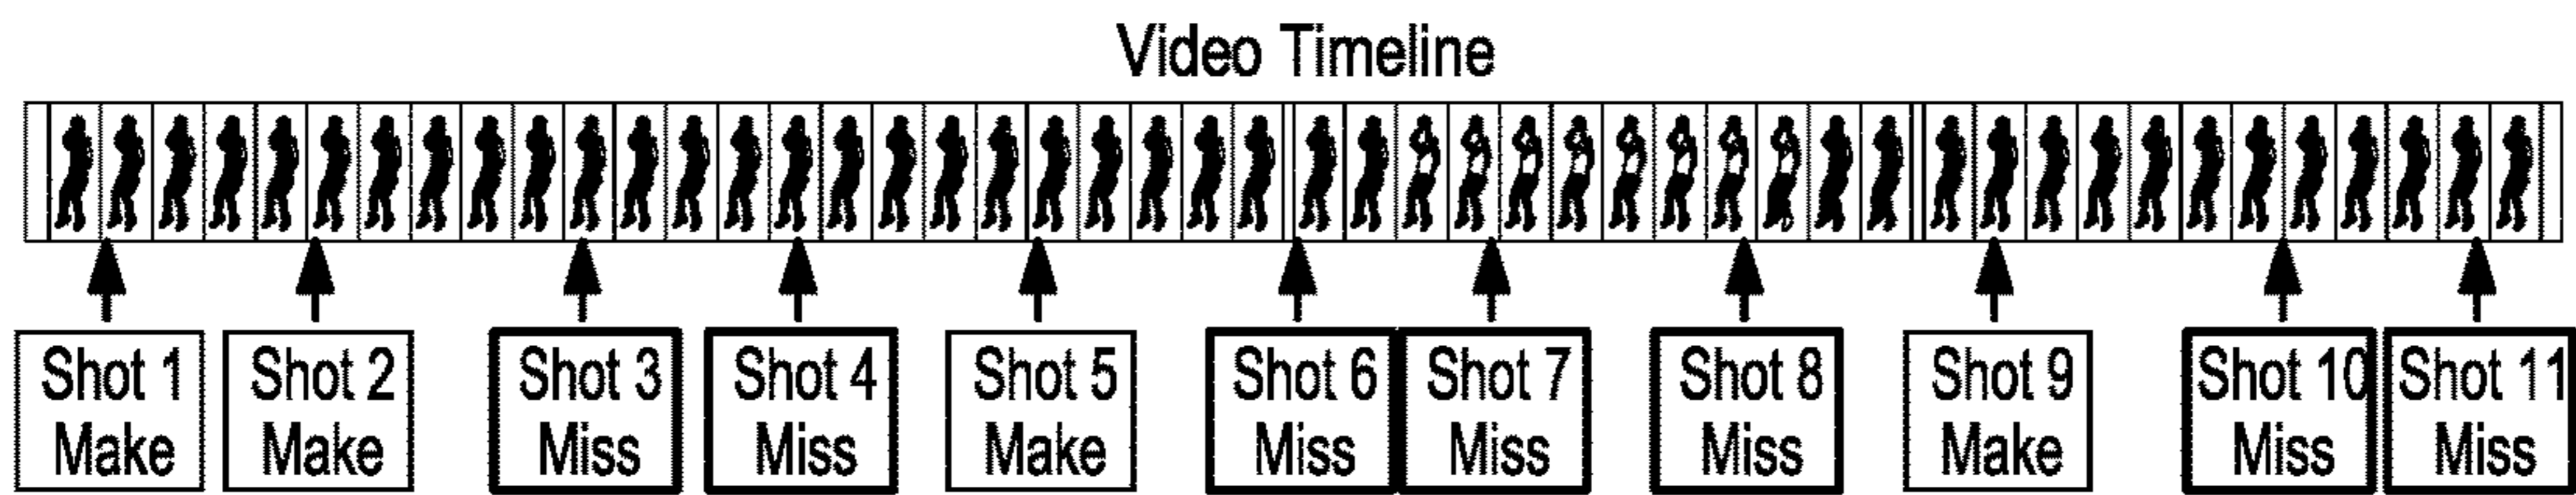 Video Timeline
Shot 1
Make
Shot 2
Make
Shot 3
Miss
Shot 4
Miss
Shot 5
Make
Shot 6
Miss
Shot 7
Miss
Shot 8
Miss
Shot 9
Make
Shot 10
Miss
Shot 11
Miss